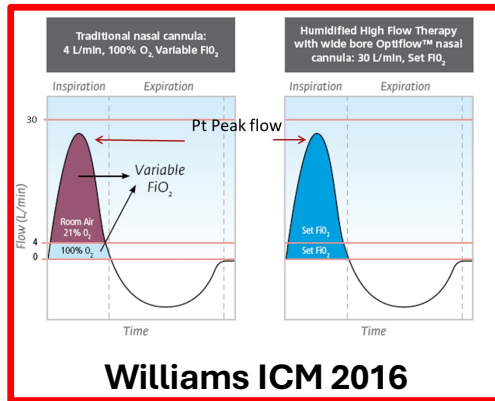 Traditional nasal cannula:
4 L/min, 100% O₂, Variable FiO₂
Humidified High Flow Therapy
with wide bore Optiflow™ nasal
cannula: 30 L/min, Set FiO₂
Inspiration
Expiration
Inspiration
Expiration
30
Pt Peak flow
Variable
FiO₂
Flow (L/min)
Room Air
21% O₂
4
100% O₂
0
Set FiO₂
Set FiO₂
Time
Time
Williams ICM 2016